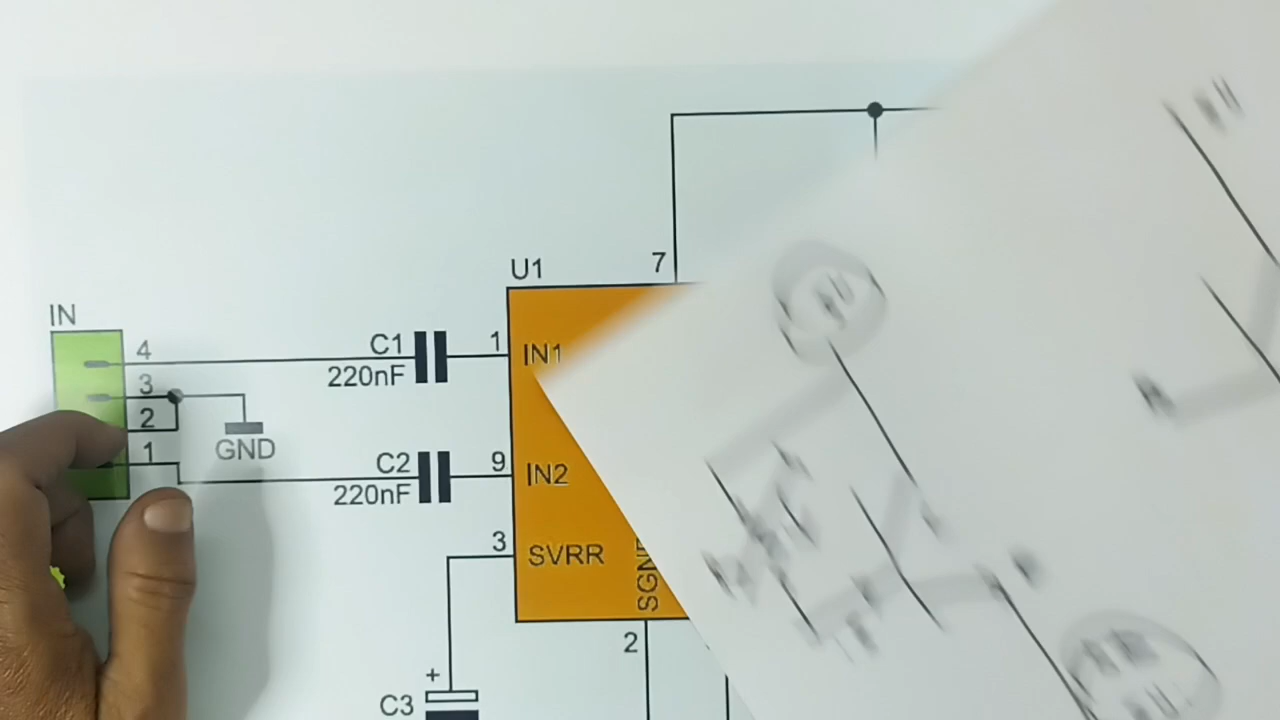 7
U1
IN
4
C1
220nF
1
IN1
3
2
GND
1
C2
220nF
9
IN2
3
SVRR
2
+
C3